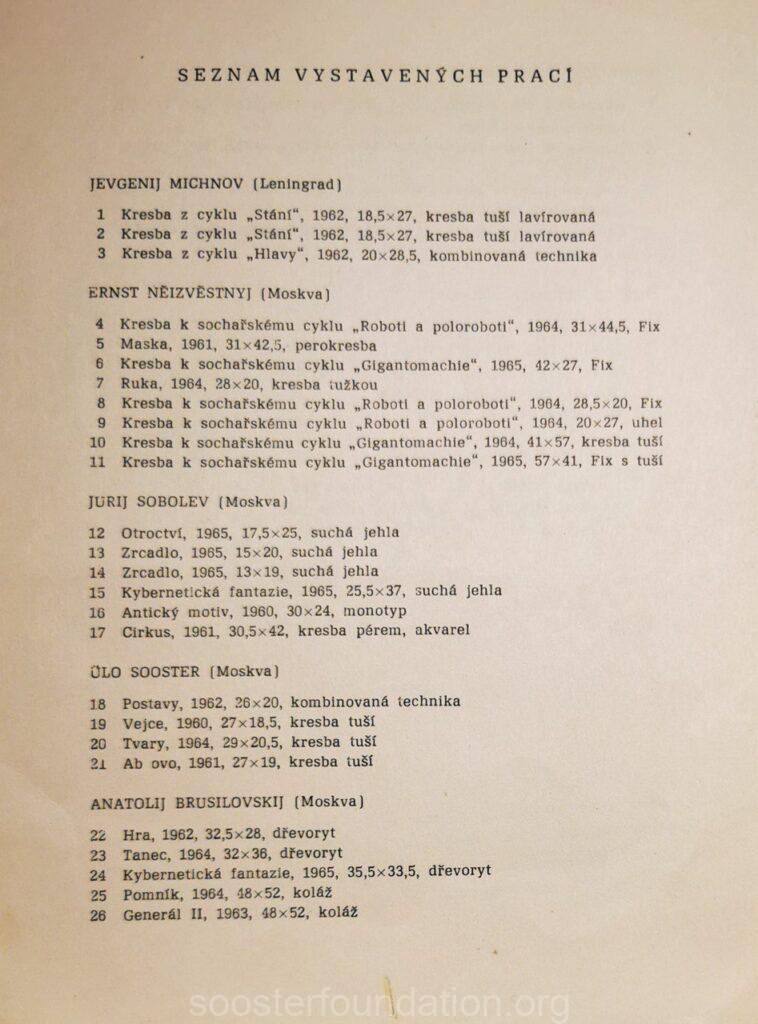 SEZNAM VYSTAVENÝCH PRACÍ
JEVGENIJ MICHNOV (Leningrad)
1 Kresba z cyklu „Stání“, 1962, 18,5×27, kresba tuší lavírovaná
2 Kresba z cyklu „Stání“, 1962, 18,5×27, kresba tuší lavírovaná
3 Kresba z cyklu „Hlavy“, 1962, 20×28,5, kombinovaná technika
ERNST NĚIZVĚSTNYJ (Moskva)
4 Kresba k sochařskému cyklu „Roboti a poloroboti“, 1964, 31×44,5, Fix
5 Maska, 1961, 31×42,5, perokresba
6 Kresba k sochařskému cyklu „Gigantomachie“, 1965, 42×27, Fix
7 Ruka, 1964, 28×20, kresba tužkou
8 Kresba k sochařskému cyklu „Roboti a poloroboti“, 1964, 28,5×20, Fix
9 Kresba k sochařskému cyklu „Roboti a poloroboti“, 1964, 20×27, uhel
10 Kresba k sochařskému cyklu „Gigantomachie“, 1964, 41×57, kresba tuší
11 Kresba k sochařskému cyklu „Gigantomachie“, 1965, 57×41, Fix s tuší
JURIJ SOBOLEV (Moskva)
12 Otroctví, 1965, 17,5×25, suchá jehla
13 Zrcadlo, 1965, 15×20, suchá jehla
14 Zrcadlo, 1965, 13×19, suchá jehla
15 Kybernetická fantazie, 1965, 25,5×37, suchá jehla
16 Antický motiv, 1960, 30×24, monotyp
17 Cirkus, 1961, 30,5×42, kresba pérem, akvarel
ÜLO SOOSTER (Moskva)
18 Postavy, 1962, 26×20, kombinovaná technika
19 Vejce, 1960, 27×18,5, kresba tuší
20 Tvary, 1964, 29×20,5, kresba tuší
21 Ab ovo, 1961, 27×19, kresba tuší
ANATOLIJ BRUSILOVSKIJ (Moskva)
22 Hra, 1962, 32,5×28, dřevoryt
23 Tanec, 1964, 32×36, dřevoryt
24 Kybernetická fantazie, 1965, 35,5×33,5, dřevoryt
25 Pomník, 1964, 48×52, koláž
26 Generál II, 1963, 48×52, koláž
soosterfoundation.org